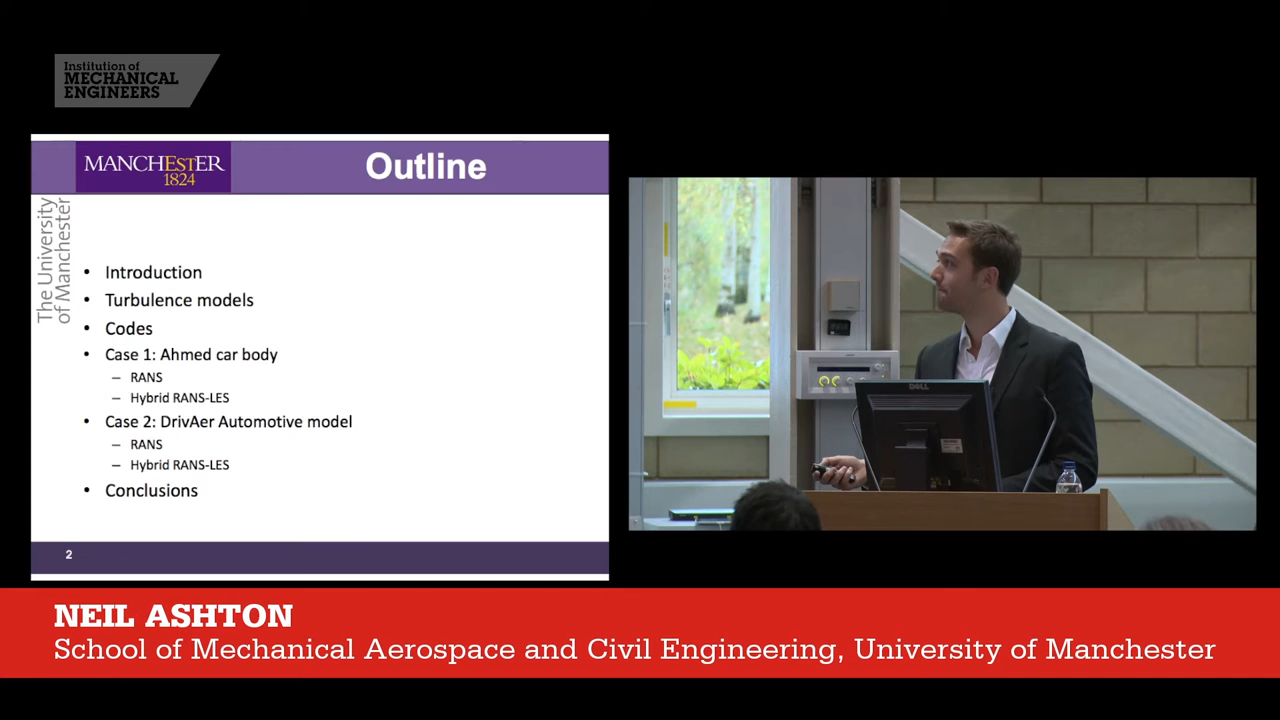 Institution of
MECHANICAL
ENGINEERS
MANCHESTER
1824
Outline
The University
of Manchester
• Introduction
• Turbulence models
• Codes
• Case 1: Ahmed car body
– RANS
– Hybrid RANS-LES
• Case 2: DrivAer Automotive model
– RANS
– Hybrid RANS-LES
• Conclusions
2
DELL
NEIL ASHTON
School of Mechanical Aerospace and Civil Engineering, University of Manchester